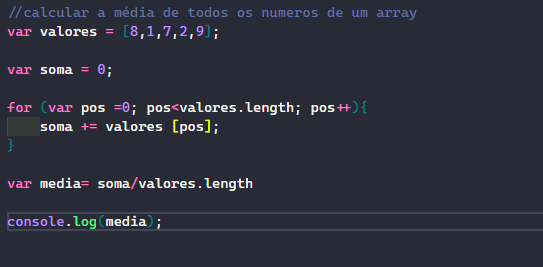 //calcular a média de todos os numeros de um array
var valores = [8,1,7,2,9];
var soma = 0;
for (var pos =0; pos<valores.length; pos++){
soma += valores [pos];
}
var media= soma/valores.length
console.log(media);